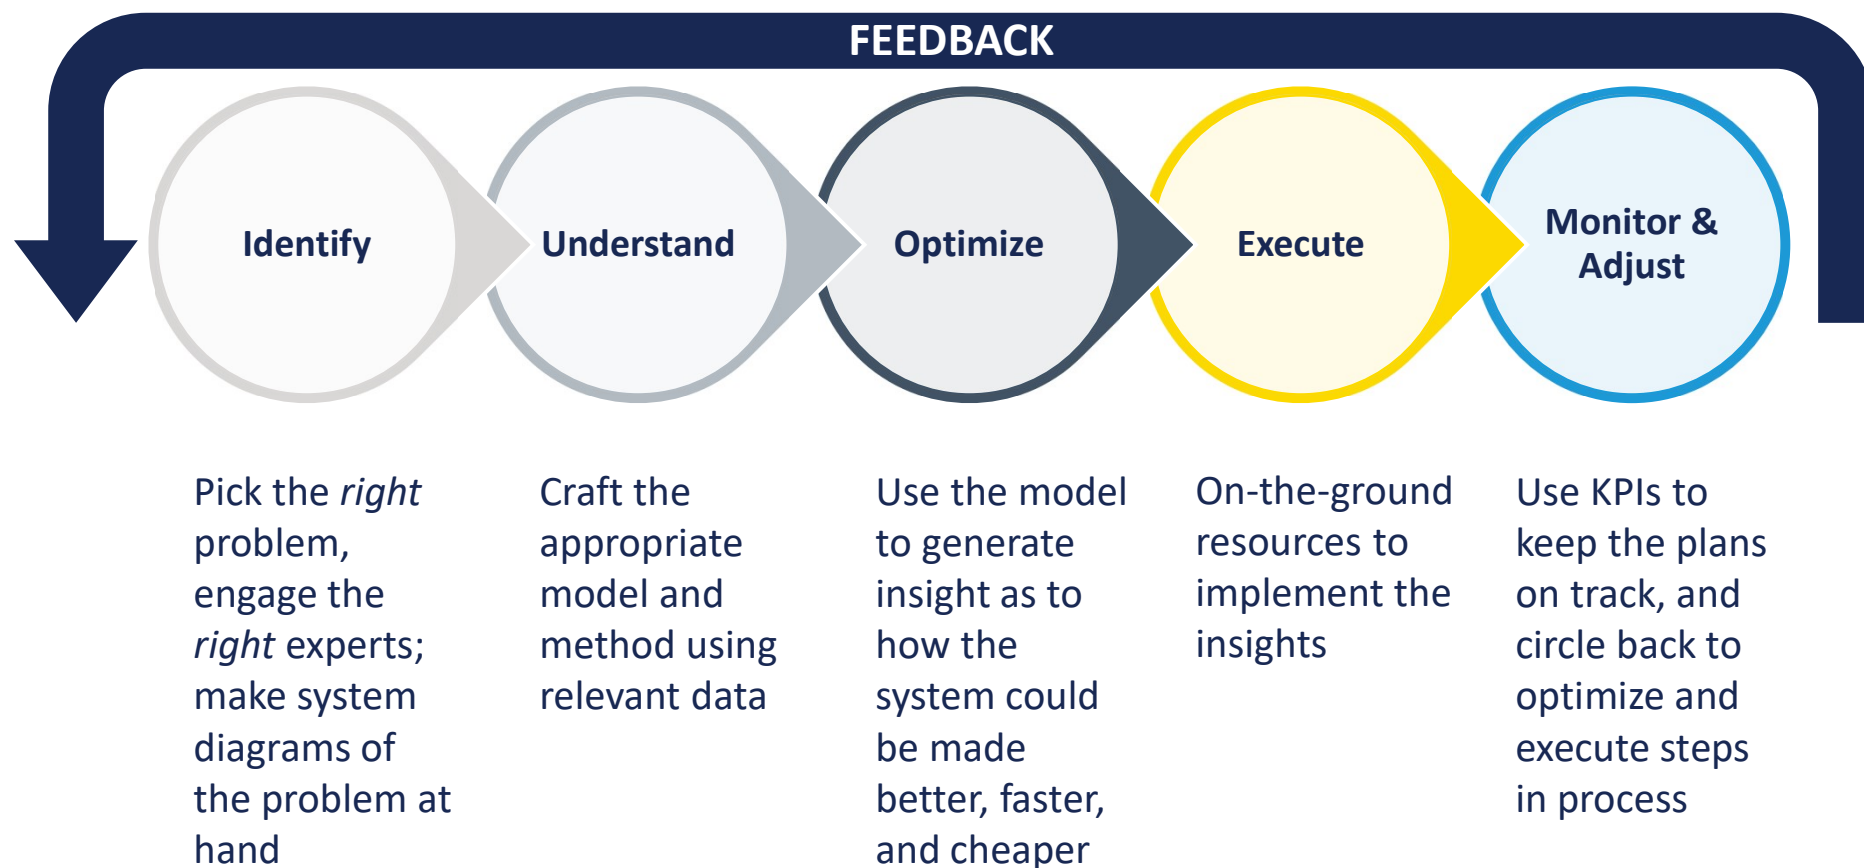 FEEDBACK
Identify
Understand
Optimize
Execute
Monitor &
Adjust
Pick the right
problem,
engage the
right experts;
make system
diagrams of
the problem at
hand
Craft the
appropriate
model and
method using
relevant data
Use the model
to generate
insight as to
how the
system could
be made
better, faster,
and cheaper
On-the-ground
resources to
implement the
insights
Use KPIs to
keep the plans
on track, and
circle back to
optimize and
execute steps
in process